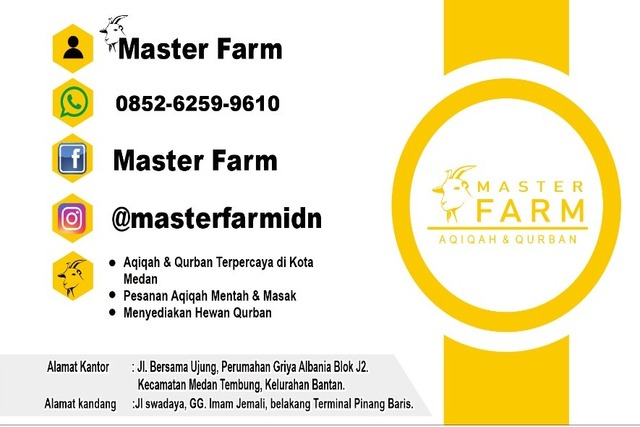 Master Farm
0852-6259-9610
Master Farm
@masterfarmidn
• Aqiqah & Qurban Terpercaya di Kota
Medan
• Pesanan Aqiqah Mentah & Masak
• Menyediakan Hewan Qurban
MASTER
FARM
AQIQAH & QURBAN
Alamat Kantor : Jl. Bersama Ujung, Perumahan Griya Albania Blok J2.
Kecamatan Medan Tembung, Kelurahan Bantan.
Alamat kandang :Jl swadaya, GG. Imam Jemali, belakang Terminal Pinang Baris.